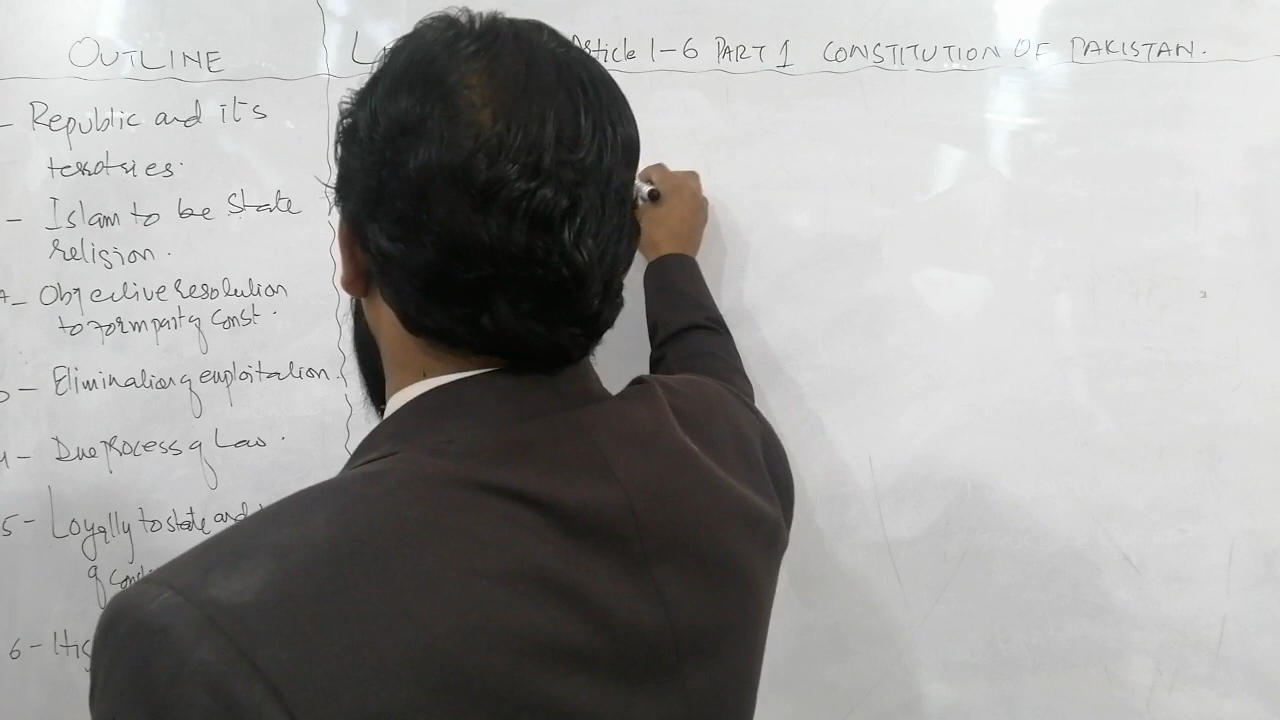 OUTLINE
Article 1-6 PART 1 CONSTITUTION OF PAKISTAN.
- Republic and it's
terrotries.
- Islam to be state
religion.
- Objective resolution
to form part of const.
- Elimination of exploitation.
- Due process of Law.
5- Loyalty to state and
of
6-